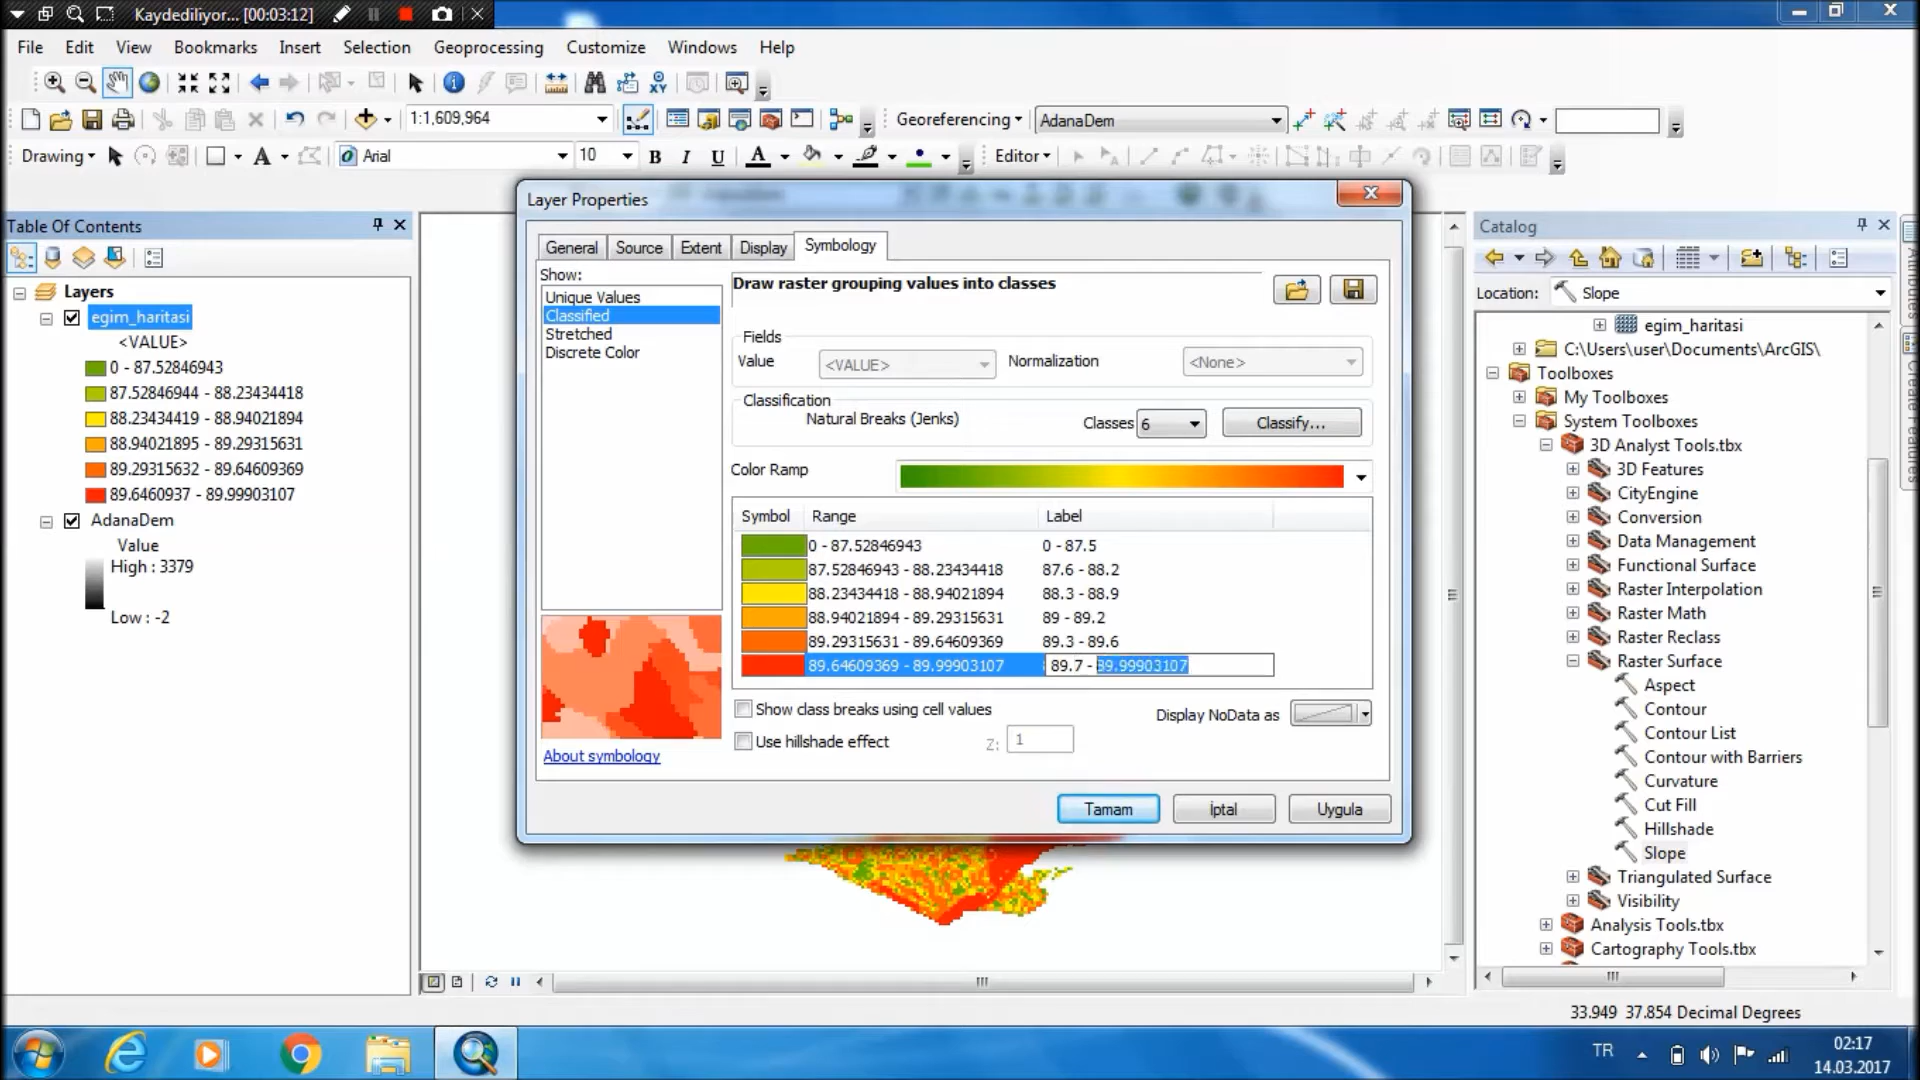 Kaydediliyor... [00:03:12]
File Edit View Bookmarks Insert Selection Geoprocessing Customize Windows Help
1:1,609,964
Georeferencing
AdanaDem
Drawing
Arial
10
B I U A
Editor
Table Of Contents
Layers
egim_haritasi
<VALUE>
0 - 87.52846943
87.52846944 - 88.23434418
88.23434419 - 88.94021894
88.94021895 - 89.29315631
89.29315632 - 89.64609369
89.6460937 - 89.99903107
AdanaDem
Value
High : 3379
Low : -2
Layer Properties
General Source Extent Display Symbology
Show:
Unique Values
Classified
Stretched
Discrete Color
About symbology
Draw raster grouping values into classes
Fields
Value <VALUE> Normalization <None>
Classification
Natural Breaks (Jenks) Classes 6 Classify...
Color Ramp
Symbol Range Label
0 - 87.52846943 0 - 87.5
87.52846943 - 88.23434418 87.6 - 88.2
88.23434418 - 88.94021894 88.3 - 88.9
88.94021894 - 89.29315631 89 - 89.2
89.29315631 - 89.64609369 89.3 - 89.6
89.64609369 - 89.99903107 89.7 - 89.99903107
Show class breaks using cell values
Display NoData as
Use hillshade effect Z: 1
Tamam İptal Uygula
Catalog
Location: Slope
egim_haritasi
C:\Users\user\Documents\ArcGIS\
Toolboxes
My Toolboxes
System Toolboxes
3D Analyst Tools.tbx
3D Features
CityEngine
Conversion
Data Management
Functional Surface
Raster Interpolation
Raster Math
Raster Reclass
Raster Surface
Aspect
Contour
Contour List
Contour with Barriers
Curvature
Cut Fill
Hillshade
Slope
Triangulated Surface
Visibility
Analysis Tools.tbx
Cartography Tools.tbx
Create Features
33.949 37.854 Decimal Degrees
TR
02:17
14.03.2017